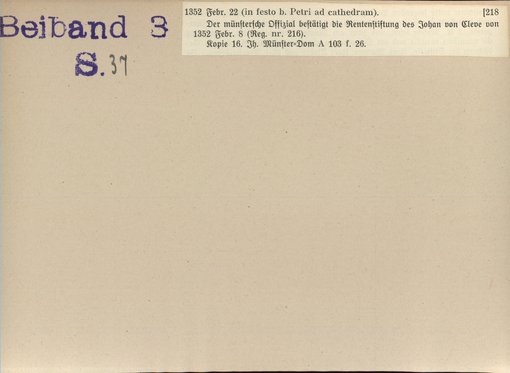 Beiband 3
S. 37
1352 Febr. 22 (in festo b. Petri ad cathedram). [218
Der münstersche Offizial bestätigt die Rentenstiftung des Johan von Cleve von
1352 Febr. 8 (Reg. nr. 216).
Kopie 16. Jh. Münster-Dom A 103 f. 26.